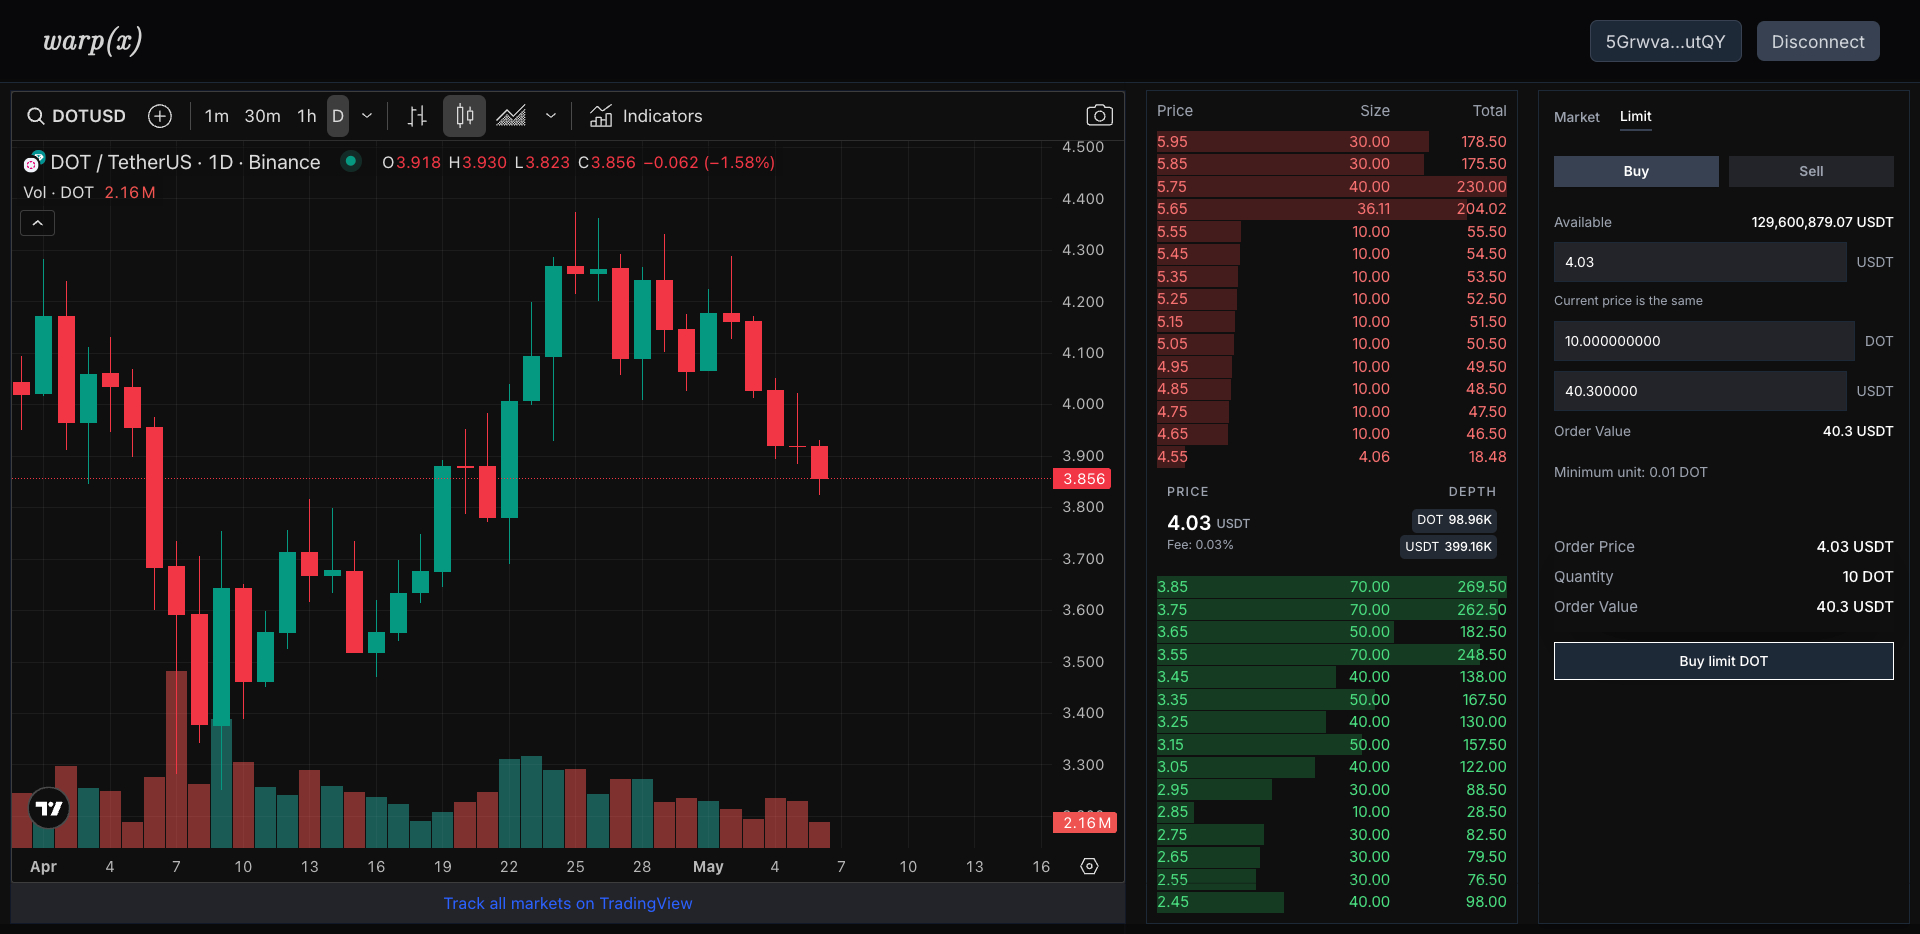 warp(x)
5Grwva...utQY
Disconnect
DOTUSD
1m 30m 1h D
Indicators
DOT / TetherUS · 1D · Binance
O3.918 H3.930 L3.823 C3.856 −0.062 (−1.58%)
Vol · DOT 2.16 M
4.500
4.400
4.300
4.200
4.100
4.000
3.900
3.856
3.800
3.700
3.600
3.500
3.400
3.300
2.16 M
Apr 4 7 10 13 16 19 22 25 28 May 4 7 10 13 16
Track all markets on TradingView
Price Size Total
5.95 30.00 178.50
5.85 30.00 175.50
5.75 40.00 230.00
5.65 36.11 204.02
5.55 10.00 55.50
5.45 10.00 54.50
5.35 10.00 53.50
5.25 10.00 52.50
5.15 10.00 51.50
5.05 10.00 50.50
4.95 10.00 49.50
4.85 10.00 48.50
4.75 10.00 47.50
4.65 10.00 46.50
4.55 4.06 18.48
PRICE DEPTH
4.03 USDT
Fee: 0.03%
DOT 98.96K
USDT 399.16K
3.85 70.00 269.50
3.75 70.00 262.50
3.65 50.00 182.50
3.55 70.00 248.50
3.45 40.00 138.00
3.35 50.00 167.50
3.25 40.00 130.00
3.15 50.00 157.50
3.05 40.00 122.00
2.95 30.00 88.50
2.85 10.00 28.50
2.75 30.00 82.50
2.65 30.00 79.50
2.55 30.00 76.50
2.45 40.00 98.00
Market Limit
Buy Sell
Available 129,600,879.07 USDT
4.03 USDT
Current price is the same
10.000000000 DOT
40.300000 USDT
Order Value 40.3 USDT
Minimum unit: 0.01 DOT
Order Price 4.03 USDT
Quantity 10 DOT
Order Value 40.3 USDT
Buy limit DOT